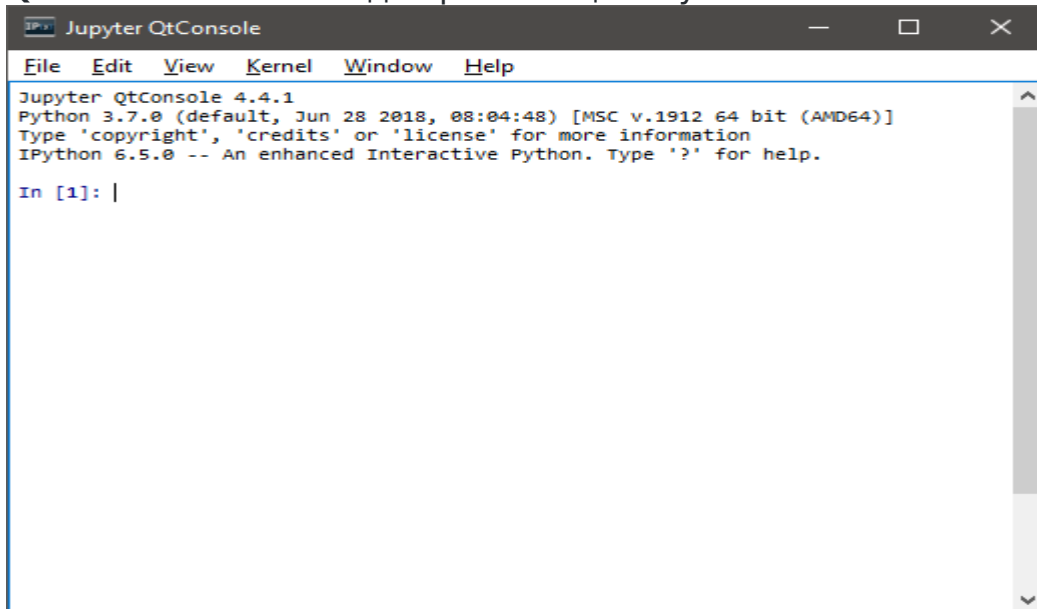 Jupyter QtConsole
File Edit View Kernel Window Help
Jupyter QtConsole 4.4.1
Python 3.7.0 (default, Jun 28 2018, 08:04:48) [MSC v.1912 64 bit (AMD64)]
Type 'copyright', 'credits' or 'license' for more information
IPython 6.5.0 -- An enhanced Interactive Python. Type '?' for help.
In [1]: